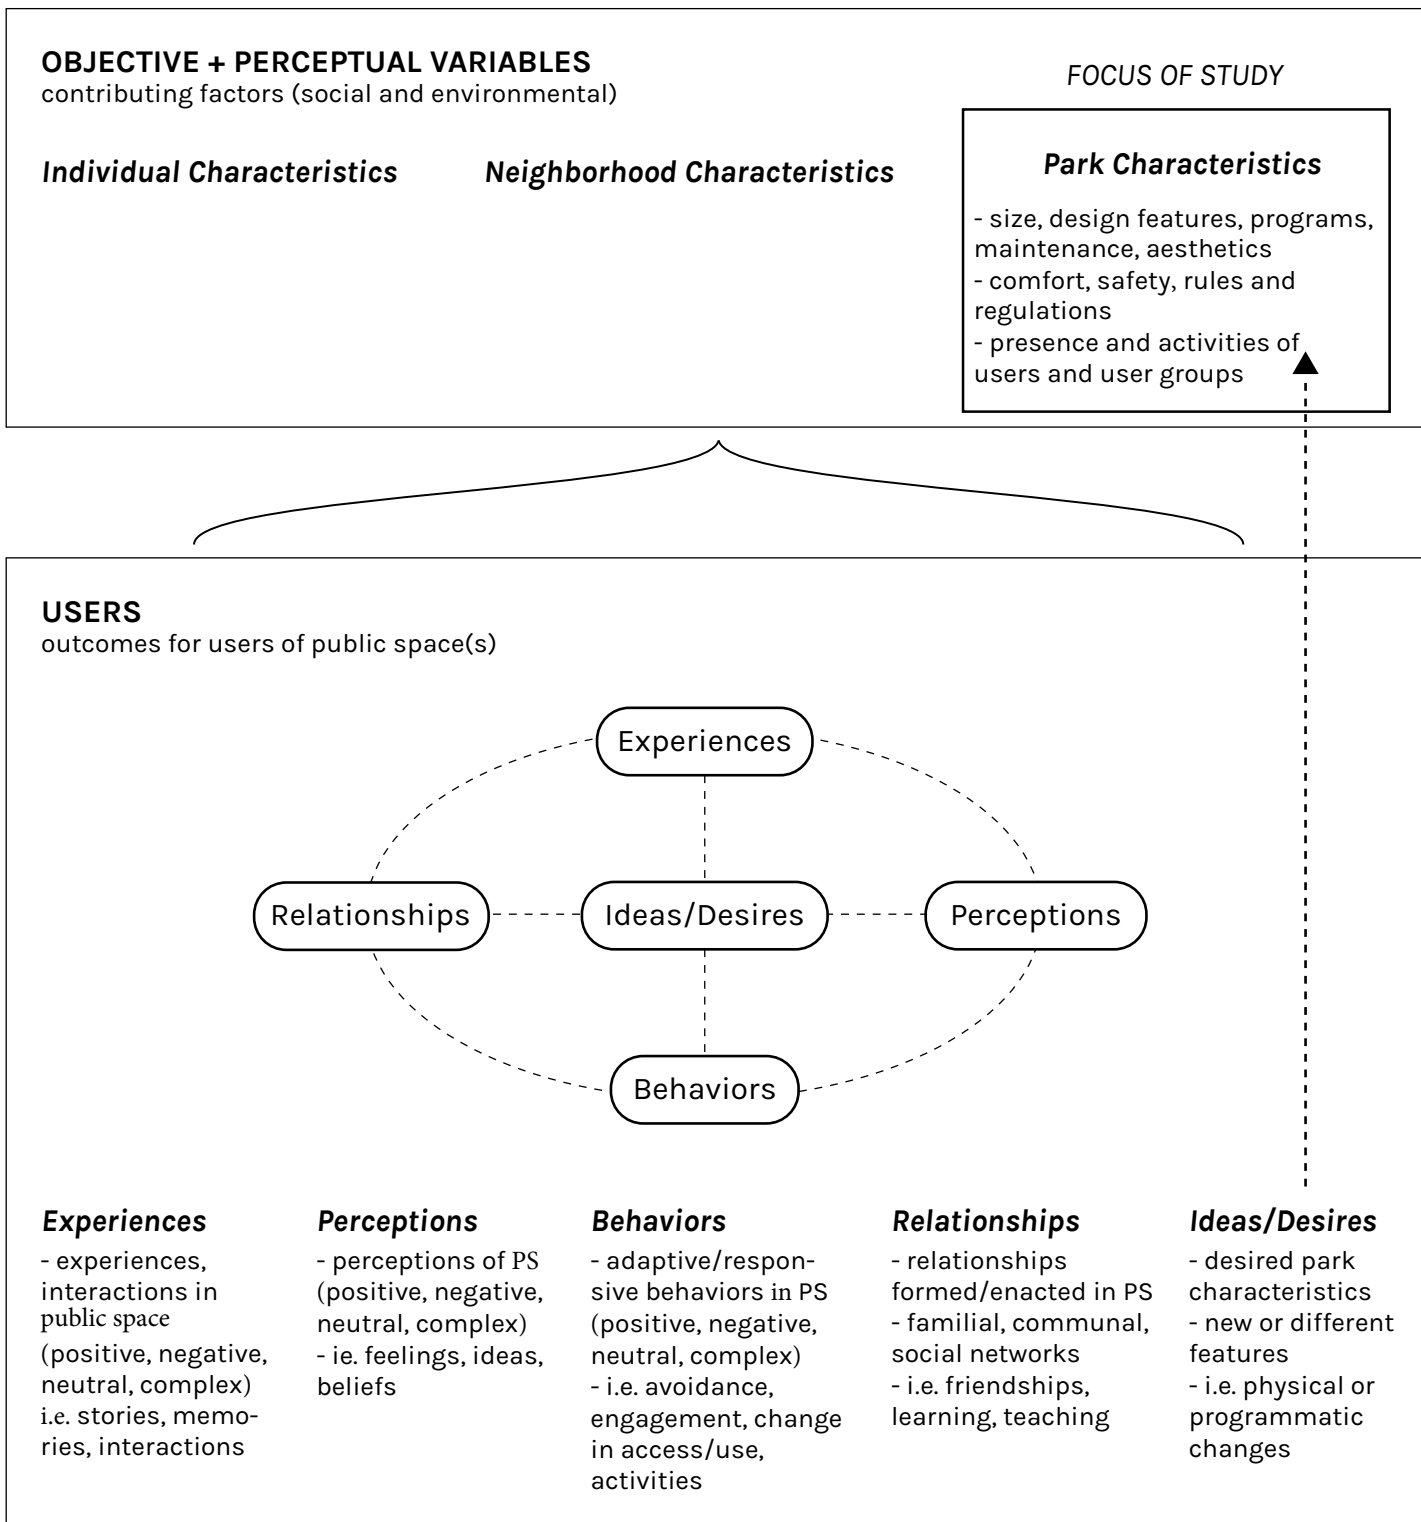 OBJECTIVE + PERCEPTUAL VARIABLES
contributing factors (social and environmental)
FOCUS OF STUDY
Individual Characteristics
Neighborhood Characteristics
Park Characteristics
- size, design features, programs,
maintenance, aesthetics
- comfort, safety, rules and
regulations
- presence and activities of
users and user groups
USERS
outcomes for users of public space(s)
Experiences
Relationships
Ideas/Desires
Perceptions
Behaviors
Experiences
- experiences,
interactions in
public space
(positive, negative,
neutral, complex)
i.e. stories, memo-
ries, interactions
Perceptions
- perceptions of PS
(positive, negative,
neutral, complex)
- ie. feelings, ideas,
beliefs
Behaviors
- adaptive/respon-
sive behaviors in PS
(positive, negative,
neutral, complex)
- i.e. avoidance,
engagement, change
in access/use,
activities
Relationships
- relationships
formed/enacted in PS
- familial, communal,
social networks
- i.e. friendships,
learning, teaching
Ideas/Desires
- desired park
characteristics
- new or different
features
- i.e. physical or
programmatic
changes